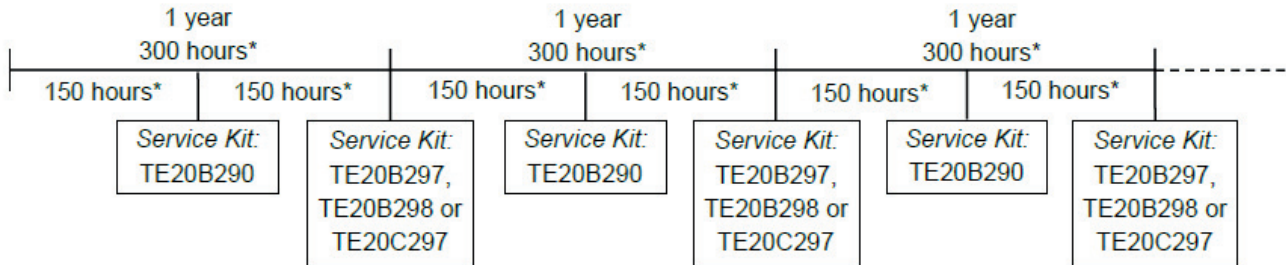 1 year
300 hours*
150 hours*
150 hours*
Service Kit:
TE20B290
Service Kit:
TE20B297,
TE20B298 or
TE20C297
1 year
300 hours*
150 hours*
150 hours*
Service Kit:
TE20B290
Service Kit:
TE20B297,
TE20B298 or
TE20C297
1 year
300 hours*
150 hours*
150 hours*
Service Kit:
TE20B290
Service Kit:
TE20B297,
TE20B298 or
TE20C297